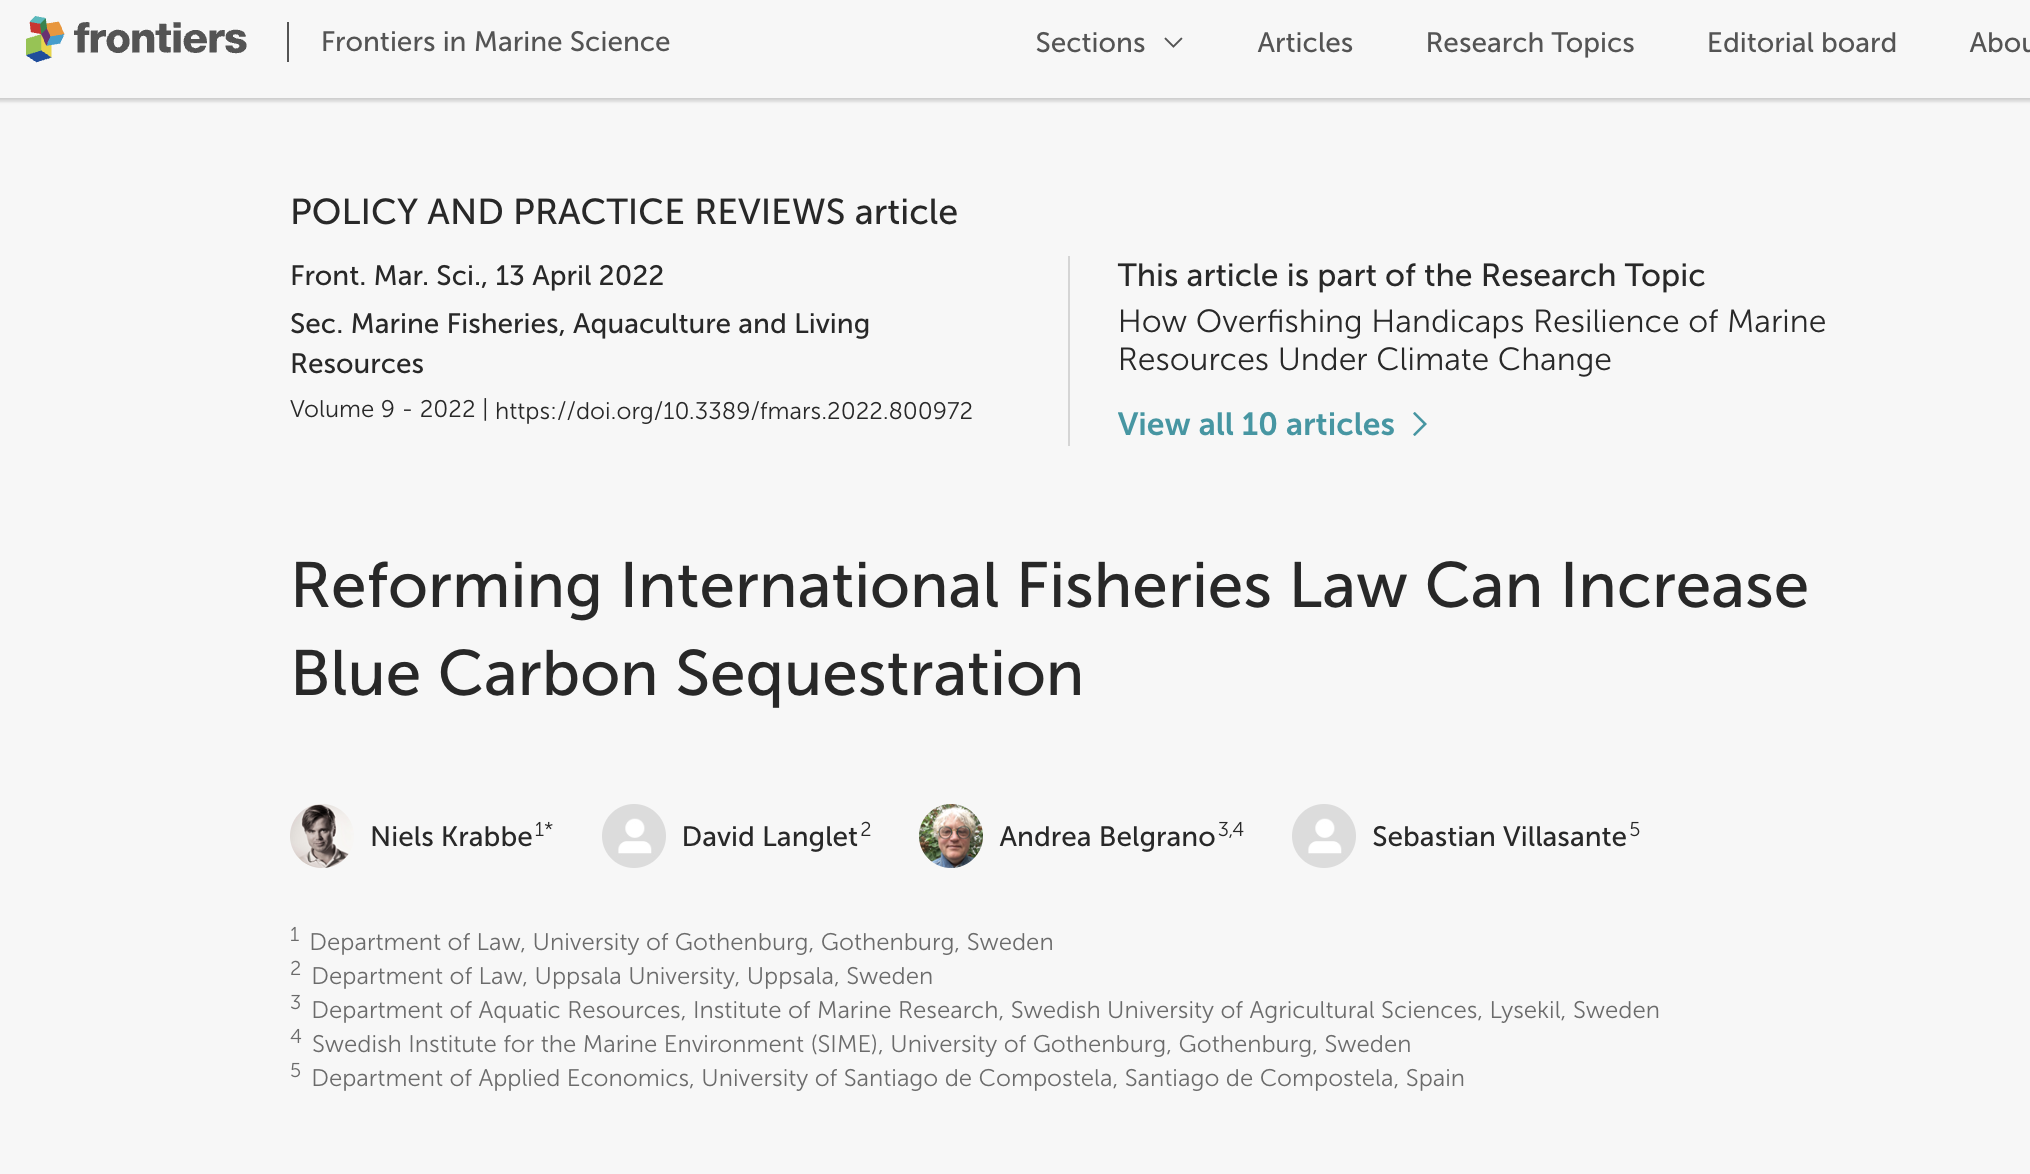 frontiers
Frontiers in Marine Science
Sections
Articles
Research Topics
Editorial board
Abou
POLICY AND PRACTICE REVIEWS article
Front. Mar. Sci., 13 April 2022
Sec. Marine Fisheries, Aquaculture and Living
Resources
Volume 9 - 2022 | https://doi.org/10.3389/fmars.2022.800972
This article is part of the Research Topic
How Overfishing Handicaps Resilience of Marine
Resources Under Climate Change
View all 10 articles
Reforming International Fisheries Law Can Increase
Blue Carbon Sequestration
Niels Krabbe1*
David Langlet2
Andrea Belgrano3,4
Sebastian Villasante5
1 Department of Law, University of Gothenburg, Gothenburg, Sweden
2 Department of Law, Uppsala University, Uppsala, Sweden
3 Department of Aquatic Resources, Institute of Marine Research, Swedish University of Agricultural Sciences, Lysekil, Sweden
4 Swedish Institute for the Marine Environment (SIME), University of Gothenburg, Gothenburg, Sweden
5 Department of Applied Economics, University of Santiago de Compostela, Santiago de Compostela, Spain